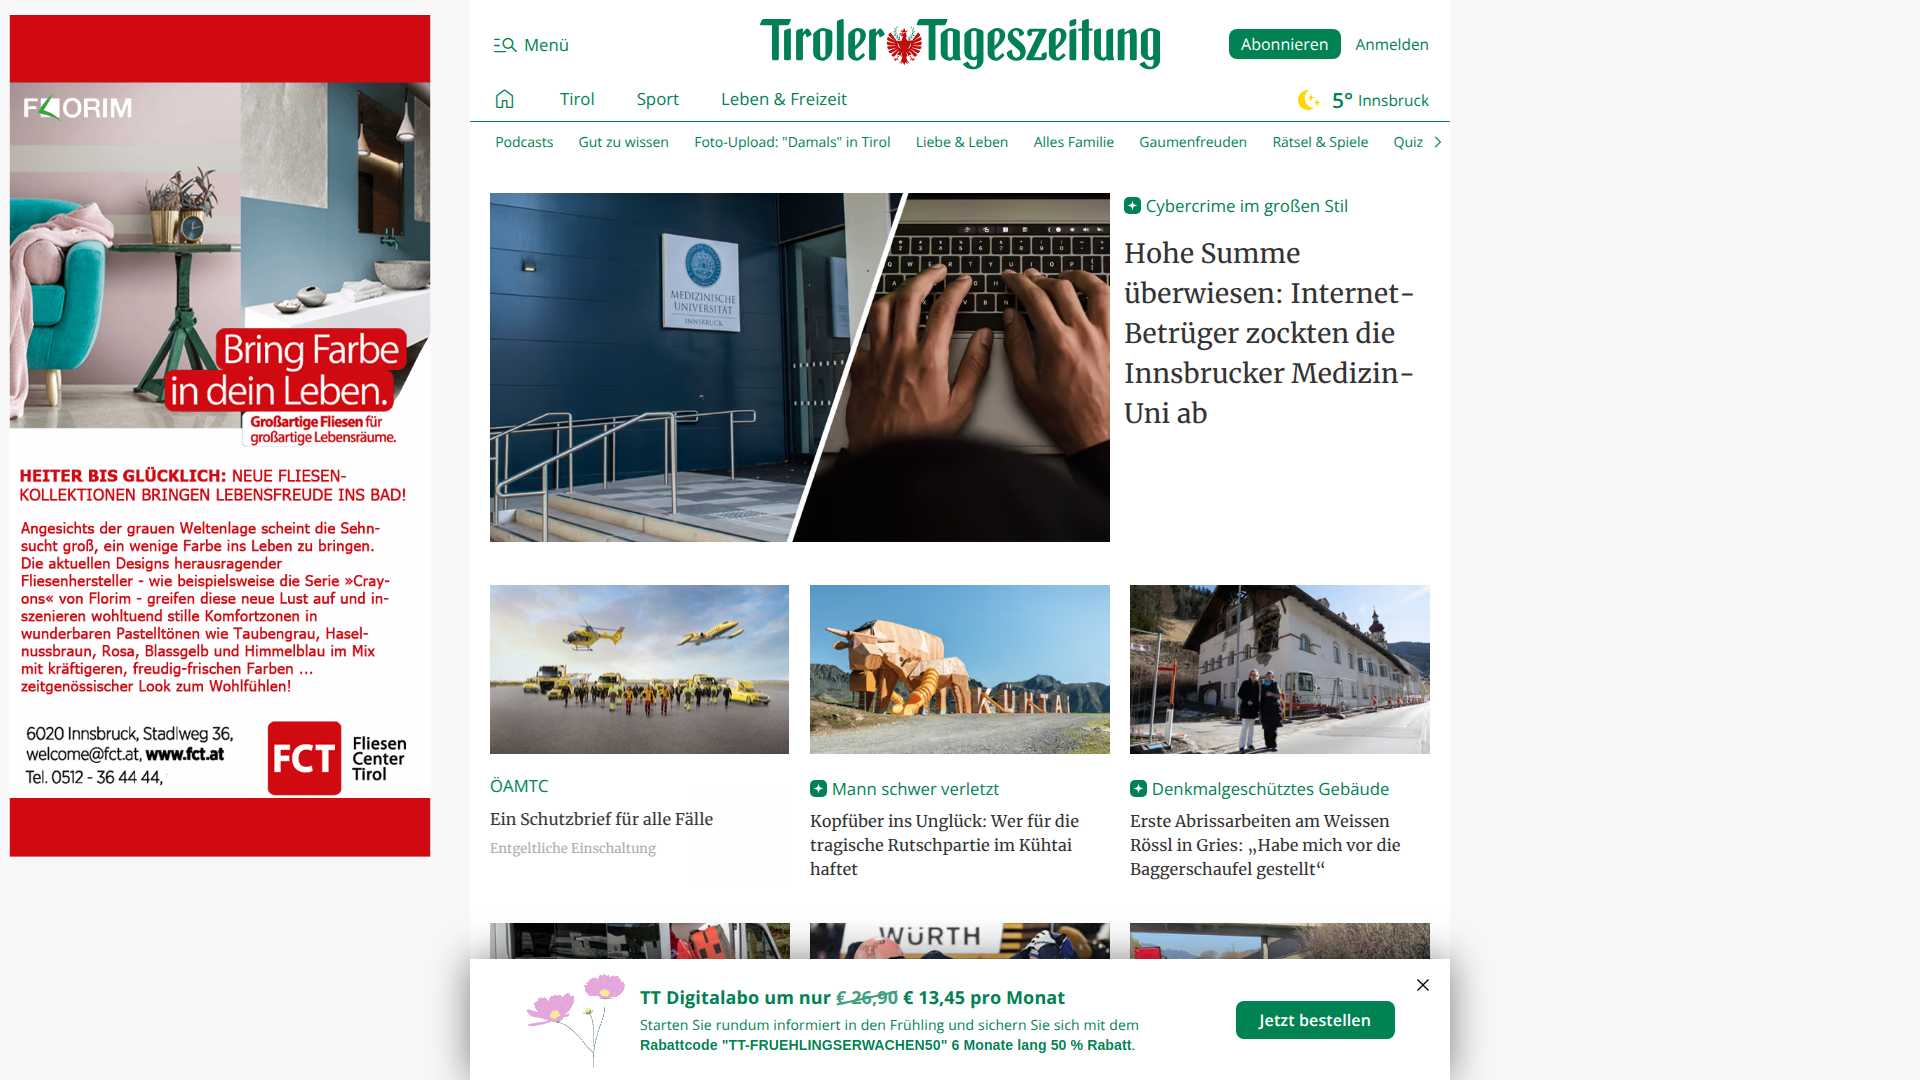 Menü
Tiroler Tageszeitung
Abonnieren
Anmelden
Tirol
Sport
Leben & Freizeit
5° Innsbruck
Podcasts
Gut zu wissen
Foto-Upload: "Damals" in Tirol
Liebe & Leben
Alles Familie
Gaumenfreuden
Rätsel & Spiele
Quiz
FLORIM
Bring Farbe
in dein Leben.
Großartige Fliesen für
großartige Lebensräume.
HEITER BIS GLÜCKLICH: NEUE FLIESEN-
KOLLEKTIONEN BRINGEN LEBENSFREUDE INS BAD!
Angesichts der grauen Weltenlage scheint die Sehn-
sucht groß, ein wenige Farbe ins Leben zu bringen.
Die aktuellen Designs herausragender
Fliesenhersteller - wie beispielsweise die Serie »Cray-
ons« von Florim - greifen diese neue Lust auf und in-
szenieren wohltuend stille Komfortzonen in
wunderbaren Pastelltönen wie Taubengrau, Hasel-
nussbraun, Rosa, Blassgelb und Himmelblau im Mix
mit kräftigeren, freudig-frischen Farben ...
zeitgenössischer Look zum Wohlfühlen!
6020 Innsbruck, Stadlweg 36,
welcome@fct.at, www.fct.at
Tel. 0512 - 36 44 44,
FCT
Fliesen
Center
Tirol
MEDIZINISCHE
UNIVERSITÄT
INNSBRUCK
Cybercrime im großen Stil
Hohe Summe
überwiesen: Internet-
Betrüger zockten die
Innsbrucker Medizin-
Uni ab
KÜHTAI
ÖAMTC
Ein Schutzbrief für alle Fälle
Entgeltliche Einschaltung
Mann schwer verletzt
Kopfüber ins Unglück: Wer für die
tragische Rutschpartie im Kühtai
haftet
Denkmalgeschütztes Gebäude
Erste Abrissarbeiten am Weissen
Rössl in Gries: „Habe mich vor die
Baggerschaufel gestellt“
WÜRTH
TT Digitalabo um nur € 26,90 € 13,45 pro Monat
Starten Sie rundum informiert in den Frühling und sichern Sie sich mit dem
Rabattcode "TT-FRUEHLINGSERWACHEN50" 6 Monate lang 50 % Rabatt.
Jetzt bestellen